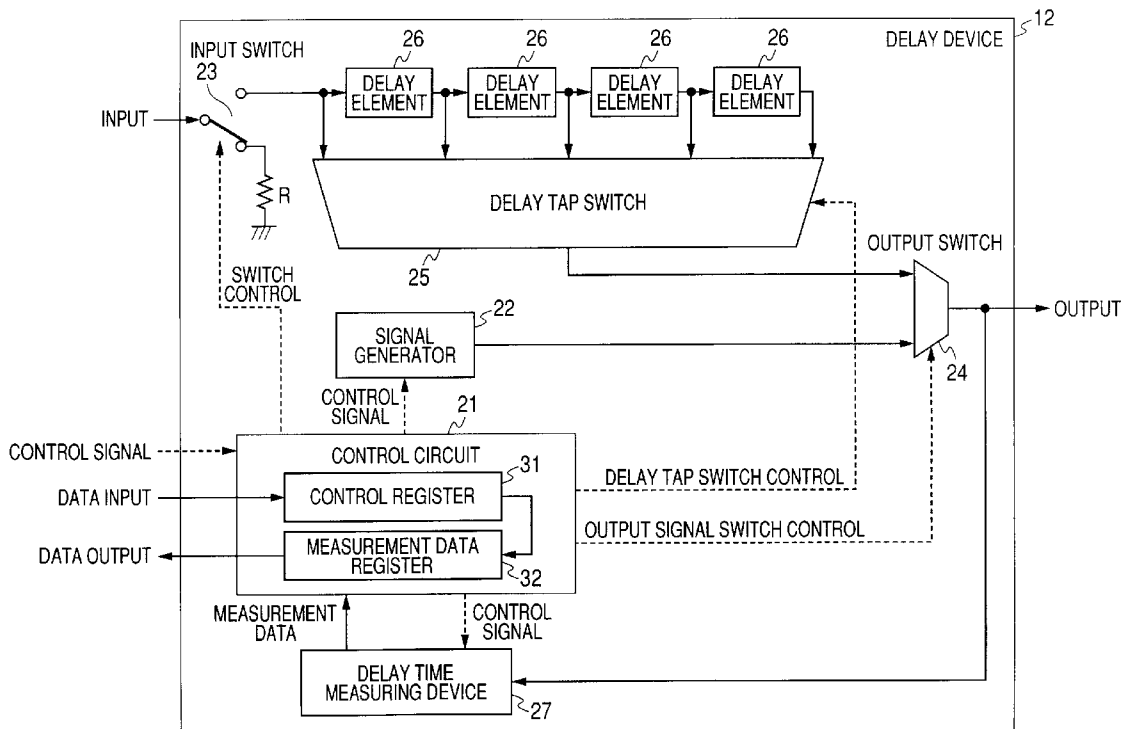 12
DELAY DEVICE
INPUT SWITCH
23
26
26
26
26
DELAY
ELEMENT
DELAY
ELEMENT
DELAY
ELEMENT
DELAY
ELEMENT
INPUT
R
DELAY TAP SWITCH
25
SWITCH
CONTROL
OUTPUT SWITCH
22
SIGNAL
GENERATOR
OUTPUT
24
CONTROL
SIGNAL
21
CONTROL SIGNAL
CONTROL CIRCUIT
31
DATA INPUT
CONTROL REGISTER
DELAY TAP SWITCH CONTROL
OUTPUT SIGNAL SWITCH CONTROL
DATA OUTPUT
MEASUREMENT DATA
REGISTER
32
MEASUREMENT
DATA
CONTROL
SIGNAL
DELAY TIME
MEASURING DEVICE
27